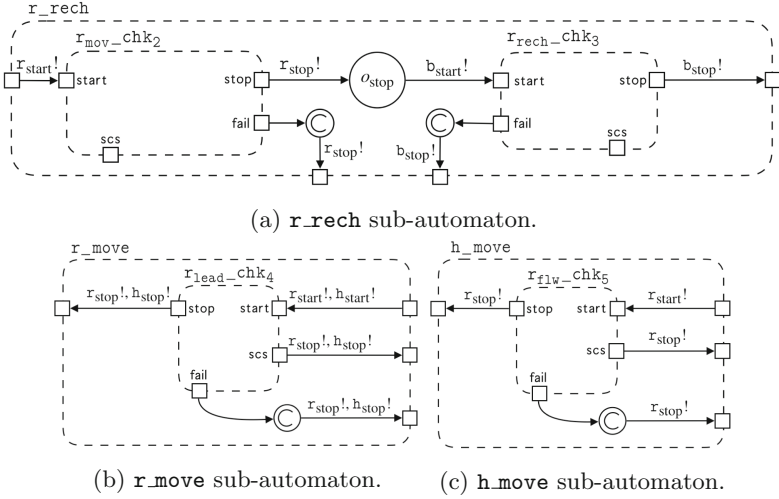 r_rech
r_mov_chk_2
r_rech_chk_3
r_start!
start
stop
r_stop!
o_stop
b_start!
start
stop
b_stop!
fail
C
C
fail
scs
r_stop!
b_stop!
scs
(a) r_rech sub-automaton.
r_move
h_move
r_lead_chk_4
r_flw_chk_5
r_stop!, h_stop!
stop
start
r_start!, h_start!
r_stop!
stop
start
r_start!
scs
r_stop!, h_stop!
scs
r_stop!
fail
fail
C
r_stop!, h_stop!
C
r_stop!
(b) r_move sub-automaton.
(c) h_move sub-automaton.